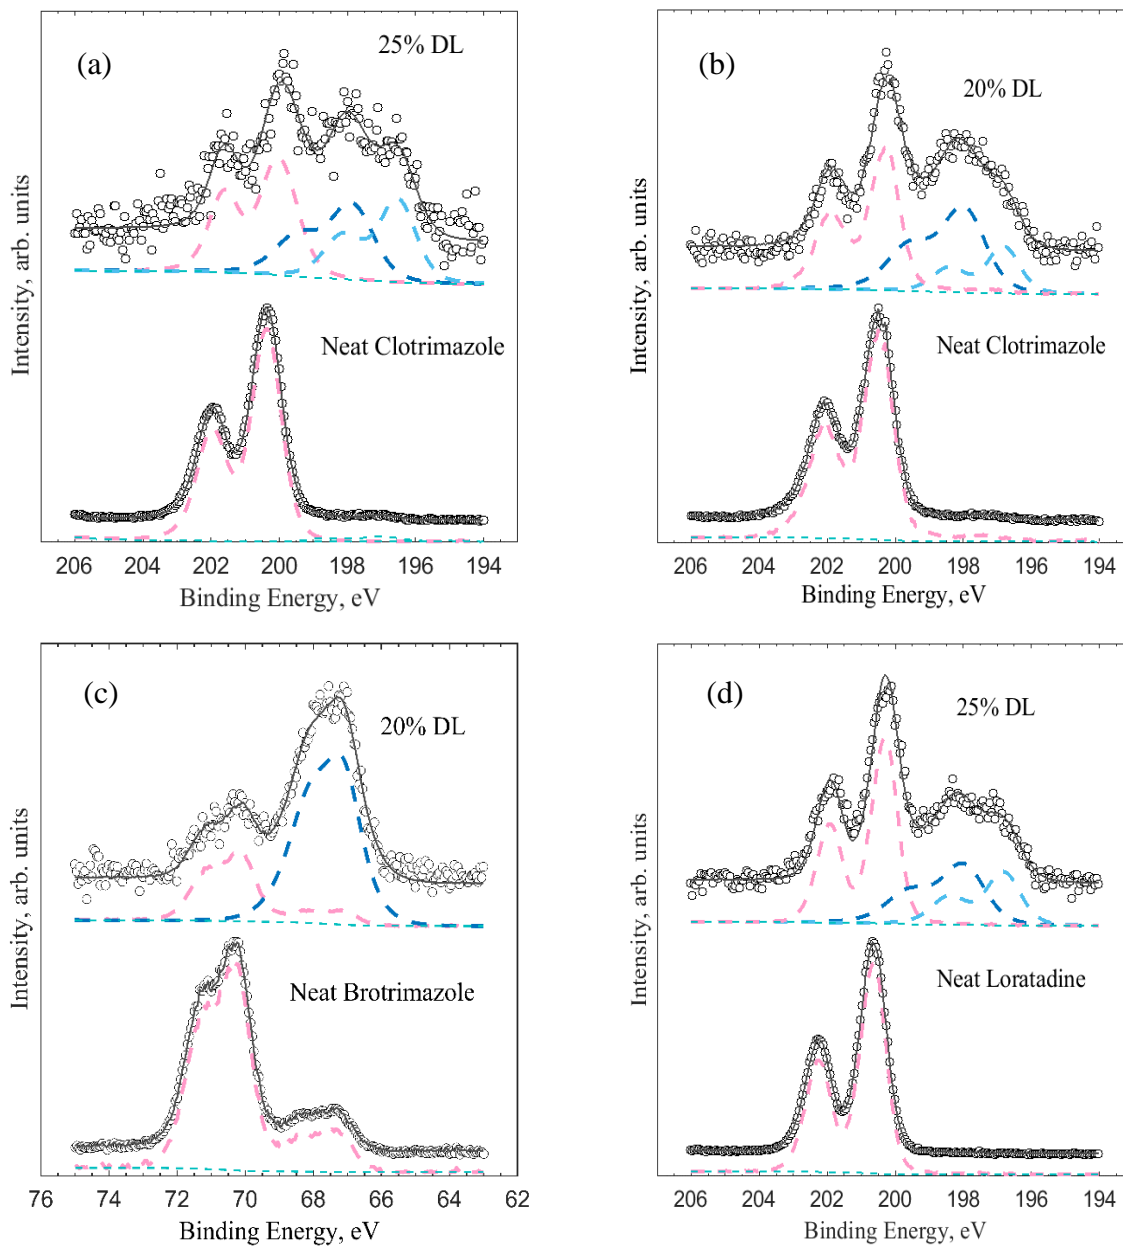 (a)
25% DL
Neat Clotrimazole
Intensity, arb. units
206 204 202 200 198 196 194
Binding Energy, eV
(b)
20% DL
Neat Clotrimazole
Intensity, arb. units
206 204 202 200 198 196 194
Binding Energy, eV
(c)
20% DL
Neat Brotrimazole
Intensity, arb. units
76 74 72 70 68 66 64 62
Binding Energy, eV
(d)
25% DL
Neat Loratadine
Intensity, arb. units
206 204 202 200 198 196 194
Binding Energy, eV